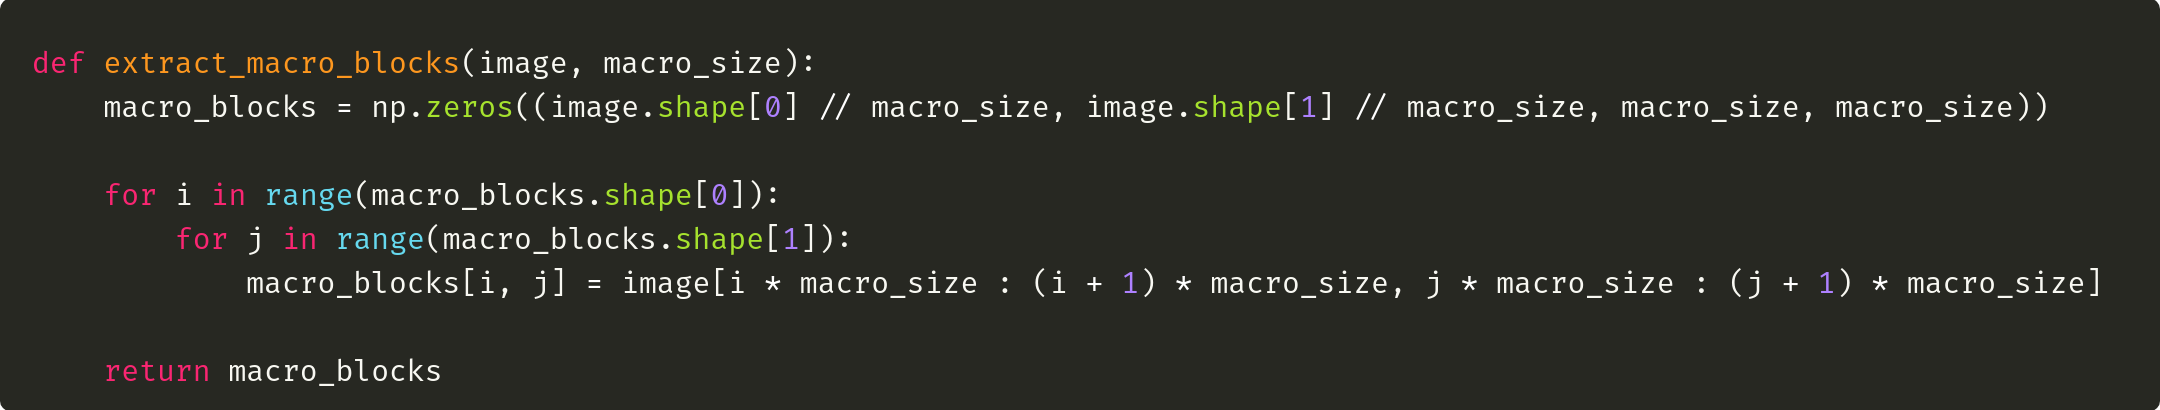 def extract_macro_blocks(image, macro_size):
    macro_blocks = np.zeros((image.shape[0] // macro_size, image.shape[1] // macro_size, macro_size, macro_size))
    for i in range(macro_blocks.shape[0]):
        for j in range(macro_blocks.shape[1]):
            macro_blocks[i, j] = image[i * macro_size : (i + 1) * macro_size, j * macro_size : (j + 1) * macro_size]
    return macro_blocks